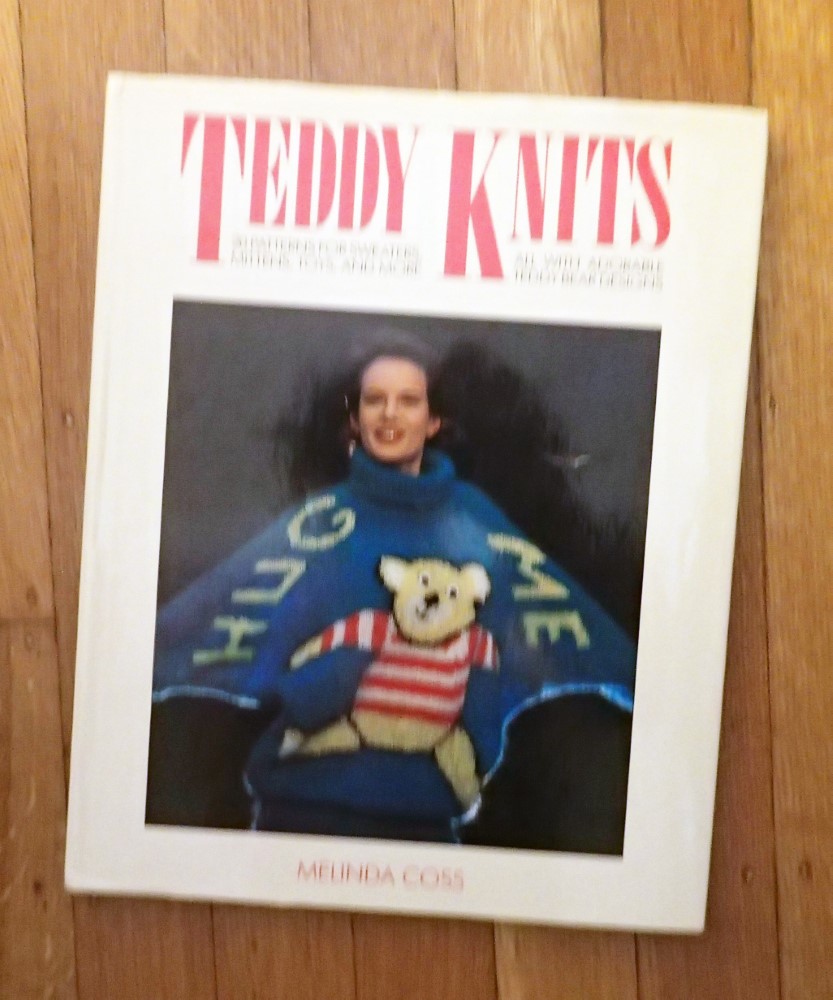 TEDDY KNITS
30 PATTERNS FOR SWEATERS,
MITTENS, TOYS, AND MORE
ALL WITH ADORABLE
TEDDY BEAR DESIGNS
HUG ME
MELINDA COSS